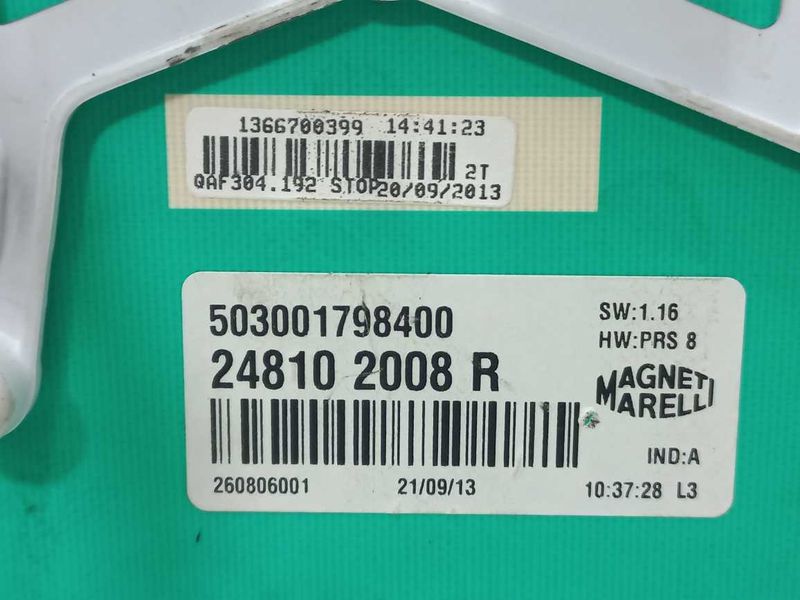 1366700399 14:41:23
2T
QAF304.192 STOP20/09/2013
503001798400
SW:1.16
HW:PRS 8
24810 2008 R
MAGNETI
MARELLI
IND:A
260806001 21/09/13 10:37:28 L3